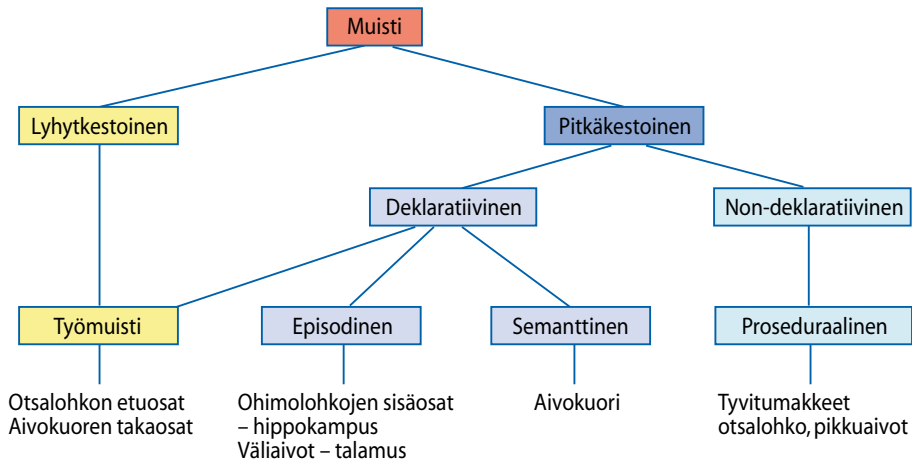 Muisti
Lyhytkestoinen
Pitkäkestoinen
Deklaratiivinen
Non-deklaratiivinen
Työmuisti
Episodinen
Semanttinen
Proseduraalinen
Otsalohkon etuosat
Aivokuoren takaosat
Ohimolohkojen sisäosat
– hippokampus
Väliaivot – talamus
Aivokuori
Tyvitumakkeet
otsalohko, pikkuaivot